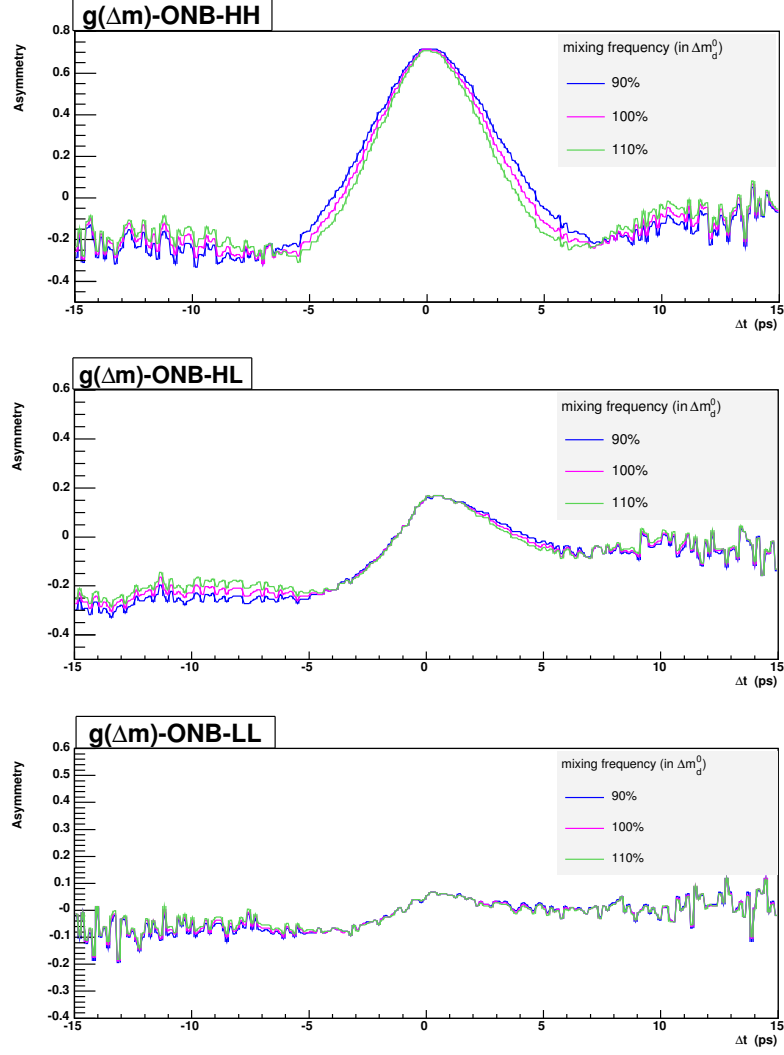 g(Δm)-ONB-HH
Asymmetry
0.8
0.6
0.4
0.2
0
-0.2
-0.4
mixing frequency (in Δm⁰d)
90%
100%
110%
-15 -10 -5 0 5 10 15
Δt (ps)
g(Δm)-ONB-HL
Asymmetry
0.6
0.4
0.2
0
-0.2
-0.4
mixing frequency (in Δm⁰d)
90%
100%
110%
-15 -10 -5 0 5 10 15
Δt (ps)
g(Δm)-ONB-LL
Asymmetry
0.6
0.5
0.4
0.3
0.2
0.1
-0
-0.1
-0.2
-0.3
-0.4
mixing frequency (in Δm⁰d)
90%
100%
110%
-15 -10 -5 0 5 10 15
Δt (ps)